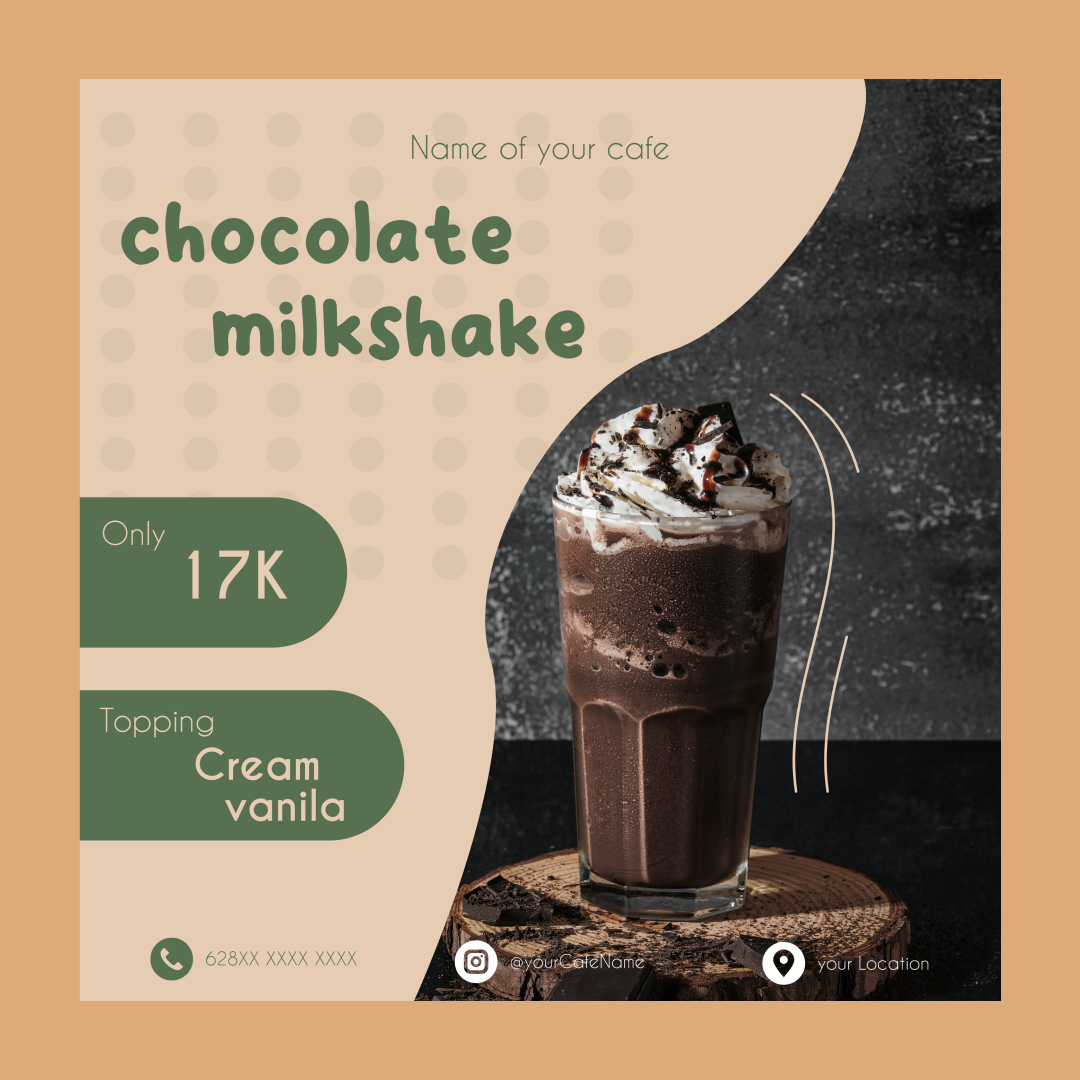 Name of your cafe
chocolate
milkshake
Only
17K
Topping
Cream
vanila
628XX XXXX XXXX
@yourCafeName
your Location